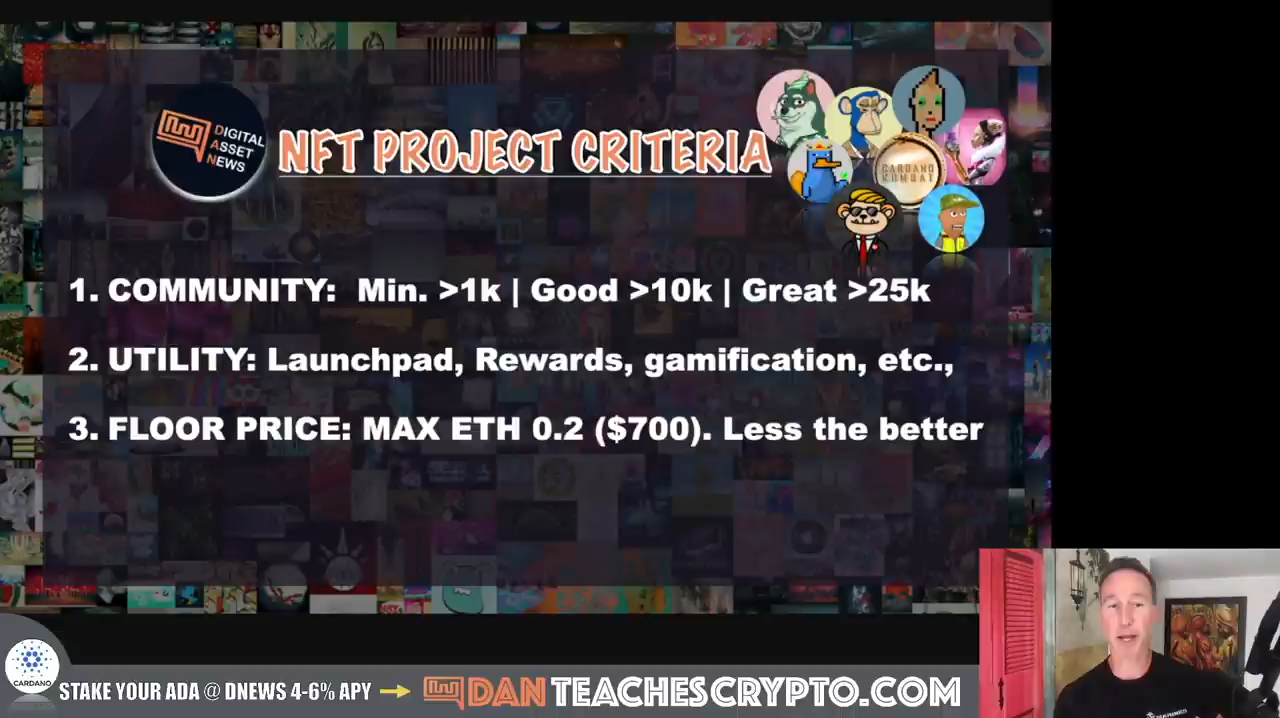 DIGITAL
ASSET
NEWS
NFT PROJECT CRITERIA
CARDANO
KOMBAT
1. COMMUNITY: Min. >1k | Good >10k | Great >25k
2. UTILITY: Launchpad, Rewards, gamification, etc.,
3. FLOOR PRICE: MAX ETH 0.2 ($700). Less the better
CARDANO
STAKE YOUR ADA @ DNEWS 4-6% APY
DANTEACHESCRYPTO.COM